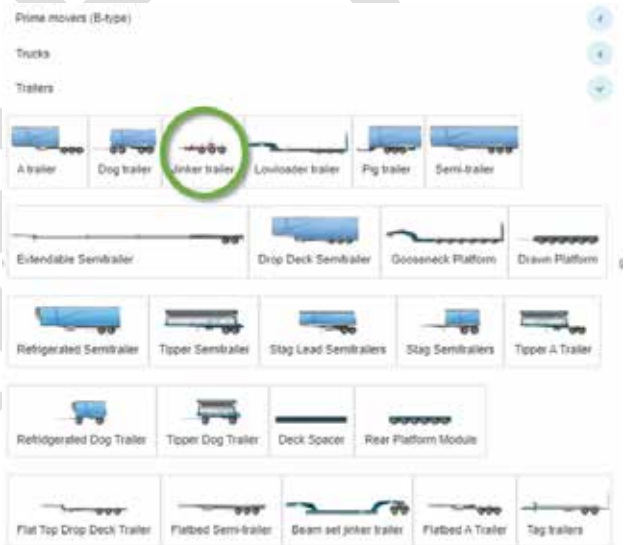 Prime movers (B-type)
Trucks
Trailers
A trailer Dog trailer Jinker trailer Lowloader trailer Pig trailer Semi-trailer
Extendable Semitrailer Drop Deck Semitrailer Gooseneck Platform Drawn Platform
Refrigerated Semitrailer Tipper Semitrailer Stag Lead Semitrailers Stag Semitrailers Tipper A Trailer
Refridgerated Dog Trailer Tipper Dog Trailer Deck Spacer Rear Platform Module
Flat Top Drop Deck Trailer Flatbed Semi-trailer Beam set jinker trailer Flatbed A Trailer Tag trailers